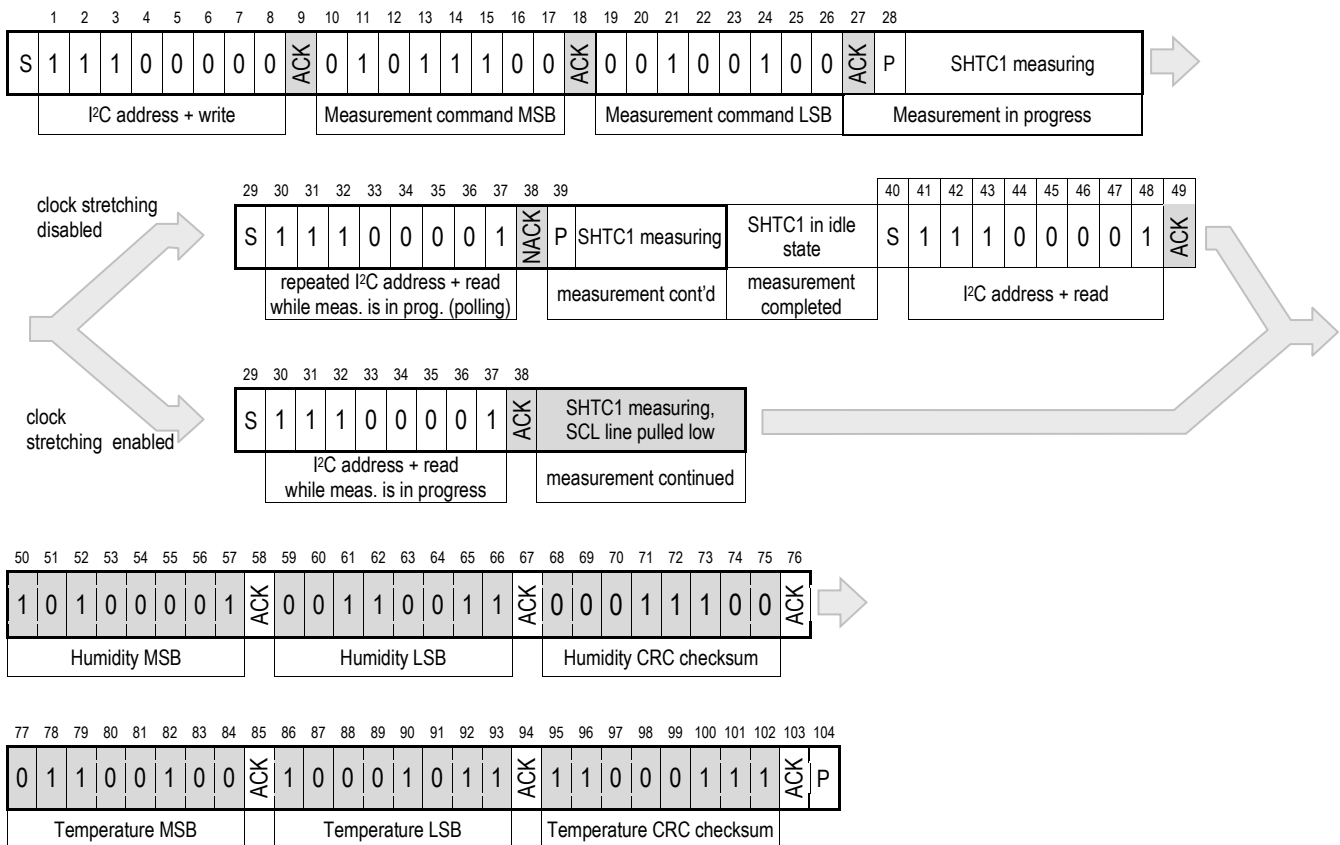 1 2 3 4 5 6 7 8 9 10 11 12 13 14 15 16 17 18 19 20 21 22 23 24 25 26 27 28
S 1 1 1 0 0 0 0 0 ACK 0 1 0 1 1 1 0 0 ACK 0 0 1 0 0 1 0 0 ACK P SHTC1 measuring
I²C address + write Measurement command MSB Measurement command LSB Measurement in progress
clock stretching
disabled
29 30 31 32 33 34 35 36 37 38 39 40 41 42 43 44 45 46 47 48 49
S 1 1 1 0 0 0 0 1 NACK P SHTC1 measuring SHTC1 in idle S 1 1 1 0 0 0 0 1 ACK
state
repeated I²C address + read measurement cont'd measurement I²C address + read
while meas. is in prog. (polling) completed
clock
stretching enabled
29 30 31 32 33 34 35 36 37 38
S 1 1 1 0 0 0 0 1 ACK SHTC1 measuring,
SCL line pulled low
I²C address + read measurement continued
while meas. is in progress
50 51 52 53 54 55 56 57 58 59 60 61 62 63 64 65 66 67 68 69 70 71 72 73 74 75 76
1 0 1 0 0 0 0 1 ACK 0 0 1 1 0 0 1 1 ACK 0 0 0 1 1 1 0 0 ACK
Humidity MSB Humidity LSB Humidity CRC checksum
77 78 79 80 81 82 83 84 85 86 87 88 89 90 91 92 93 94 95 96 97 98 99 100 101 102 103 104
0 1 1 0 0 1 0 0 ACK 1 0 0 0 1 0 1 1 ACK 1 1 0 0 0 1 1 1 ACK P
Temperature MSB Temperature LSB Temperature CRC checksum